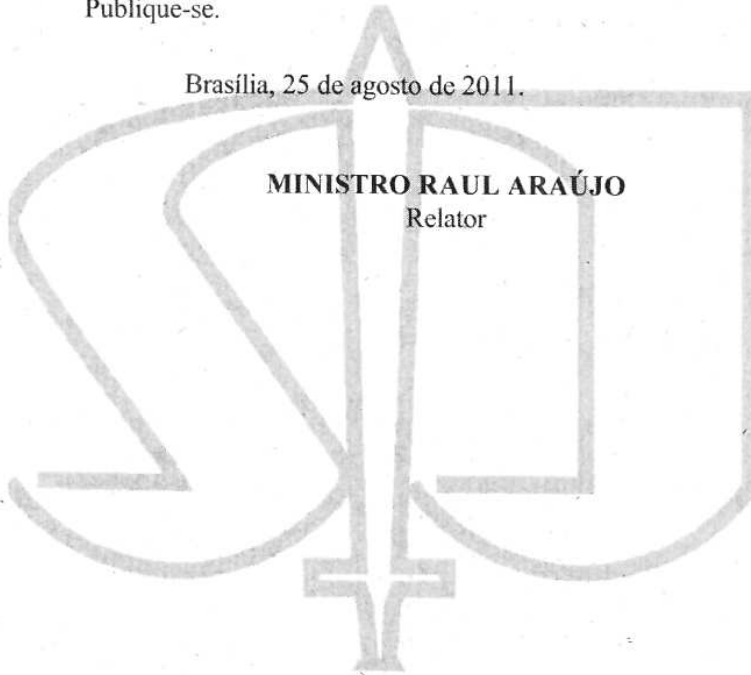 Publique-se.
Brasília, 25 de agosto de 2011.
MINISTRO RAUL ARAÚJO
Relator